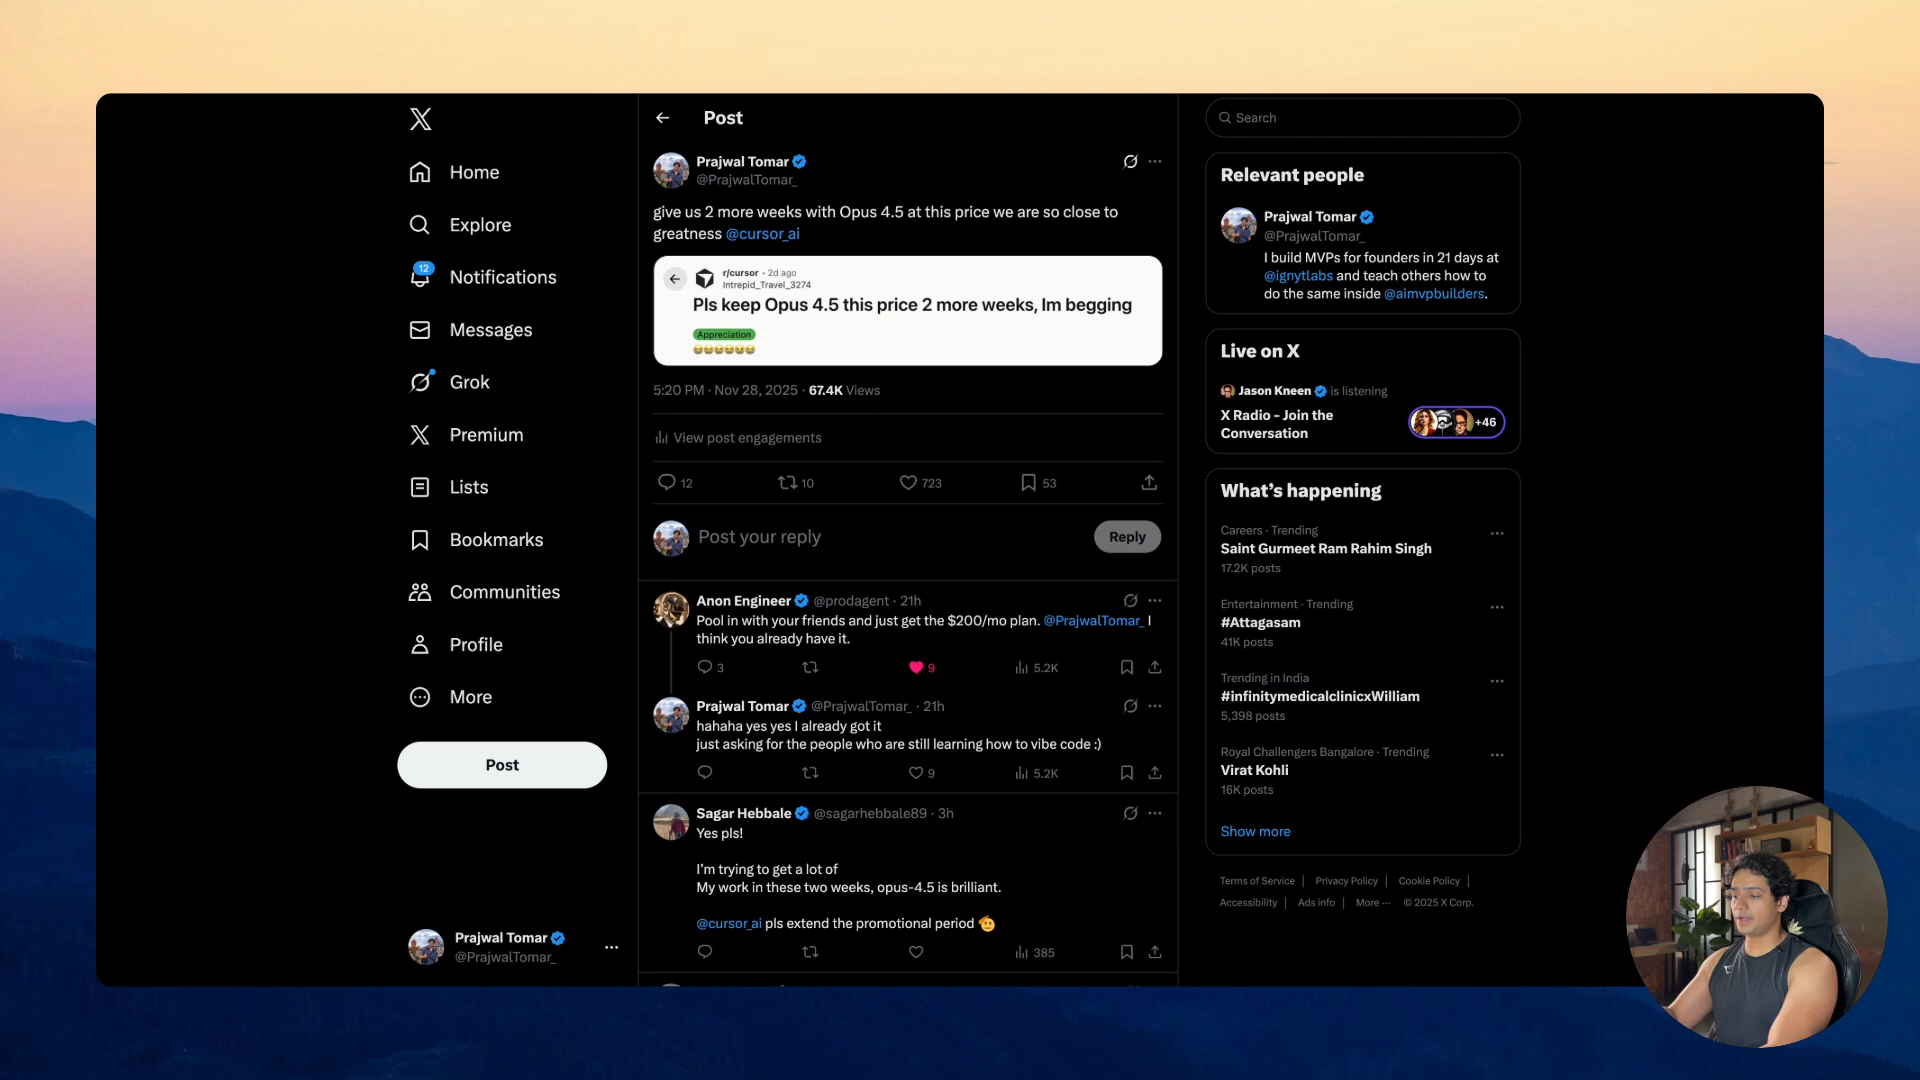 Home
Explore
12
Notifications
Messages
Grok
Premium
Lists
Bookmarks
Communities
Profile
More
Post
Prajwal Tomar
@PrajwalTomar_
Post
Prajwal Tomar
@PrajwalTomar_
give us 2 more weeks with Opus 4.5 at this price we are so close to
greatness @cursor_ai
r/cursor · 2d ago
Intrepid_Travel_3274
Pls keep Opus 4.5 this price 2 more weeks, Im begging
Appreciation
😂😂😂😂😂😂
5:20 PM · Nov 28, 2025 · 67.4K Views
View post engagements
12 10 723 53
Post your reply
Reply
Anon Engineer @prodagent · 21h
Pool in with your friends and just get the $200/mo plan. @PrajwalTomar_ I
think you already have it.
3 9 5.2K
Prajwal Tomar @PrajwalTomar_ · 21h
hahaha yes yes I already got it
just asking for the people who are still learning how to vibe code :)
9 5.2K
Sagar Hebbale @sagarhebbale89 · 3h
Yes pls!
I'm trying to get a lot of
My work in these two weeks, opus-4.5 is brilliant.
@cursor_ai pls extend the promotional period
385
Search
Relevant people
Prajwal Tomar
@PrajwalTomar_
I build MVPs for founders in 21 days at
@ignytlabs and teach others how to
do the same inside @aimvpbuilders.
Live on X
Jason Kneen is listening
X Radio - Join the
Conversation
+46
What's happening
Careers · Trending
Saint Gurmeet Ram Rahim Singh
17.2K posts
Entertainment · Trending
#Attagasam
41K posts
Trending in India
#infinitymedicalclinicxWilliam
5,398 posts
Royal Challengers Bangalore · Trending
Virat Kohli
16K posts
Show more
Terms of Service | Privacy Policy | Cookie Policy |
Accessibility | Ads info | More ··· © 2025 X Corp.